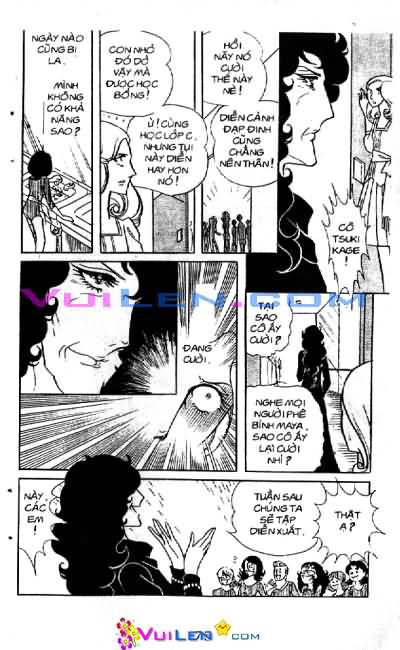 NGÀY NÀO
CŨNG BỊ
LA.
MÌNH
KHÔNG
CÓ KHẢ
NĂNG
SAO?
CON NHỎ
ĐÓ DỞ
VẬY MÀ
ĐƯỢC HỌC
BỔNG!
Ừ! CÙNG
HỌC LỚP C,
NHƯNG TỤI
NÀY DIỄN
HAY HƠN
NÓ!
HỒI
NÃY NÓ
CƯỜI
THẾ NÀY
NÈ!
DIỄN CẢNH
ĐẠP ĐINH
CŨNG
CHẲNG
NÊN THÂN!
CÔ
TSUKI
KAGE!
VUILEN.COM
ĐANG
CƯỜI.
TẠI
SAO
CÔ ẤY
CƯỜI?
NGHE MỌI
NGƯỜI PHÊ
BÌNH MAYA,
SAO CÔ ẤY
LẠI CƯỜI
NHỈ?
NÀY,
CÁC
EM!
TUẦN SAU
CHÚNG TA
SẼ TẬP
DIỄN XUẤT.
THẬT
Ạ?
VUILEN.COM